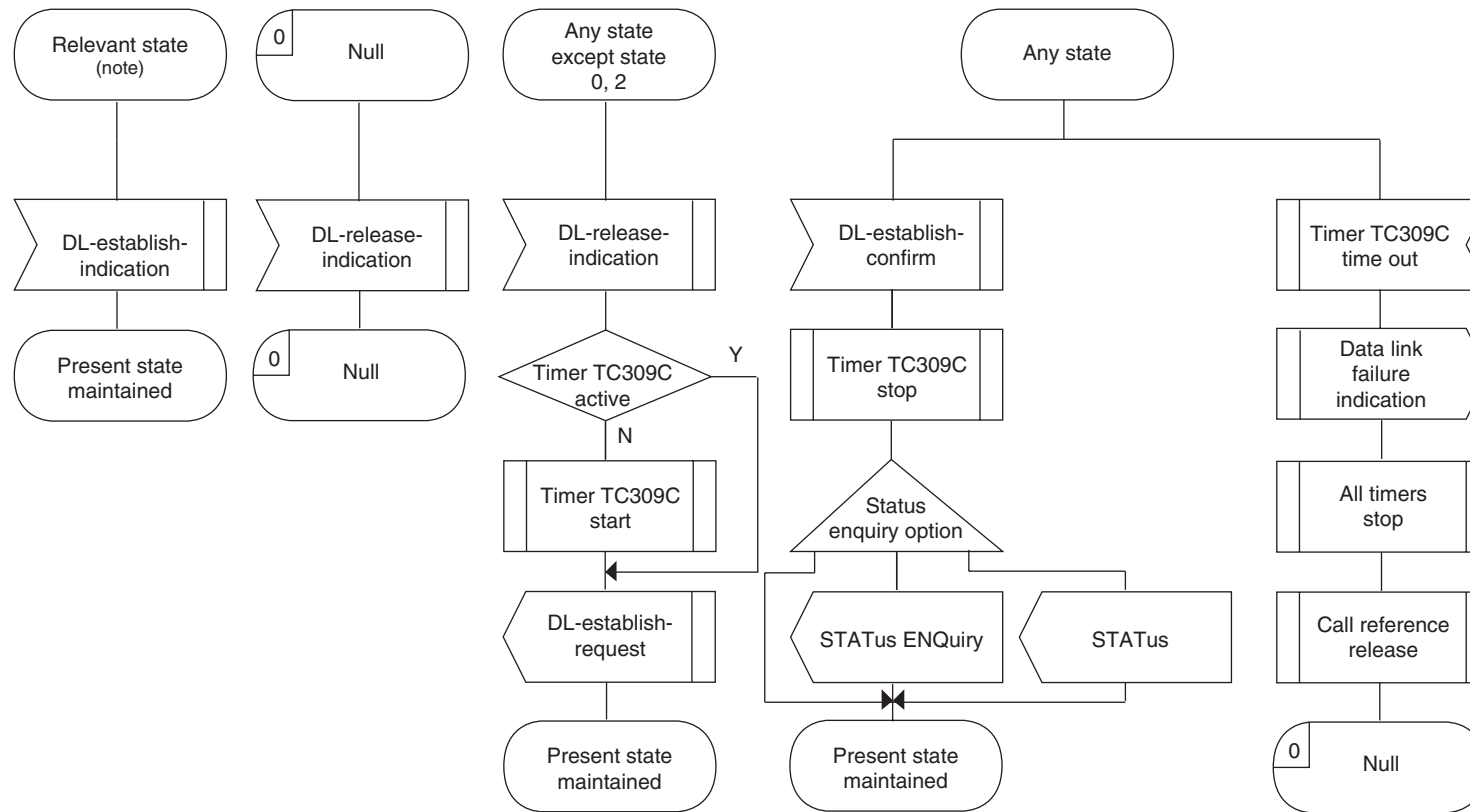 Relevant state
(note)
0
Null
Any state
except state
0, 2
Any state
DL-establish-
indication
DL-release-
indication
DL-release-
indication
DL-establish-
confirm
Timer TC309C
time out
Present state
maintained
0
Null
Timer TC309C
active
Y
N
Timer TC309C
stop
Data link
failure
indication
Timer TC309C
start
Status
enquiry option
All timers
stop
DL-establish-
request
STATus ENQuiry
STATus
Call reference
release
Present state
maintained
Present state
maintained
0
Null